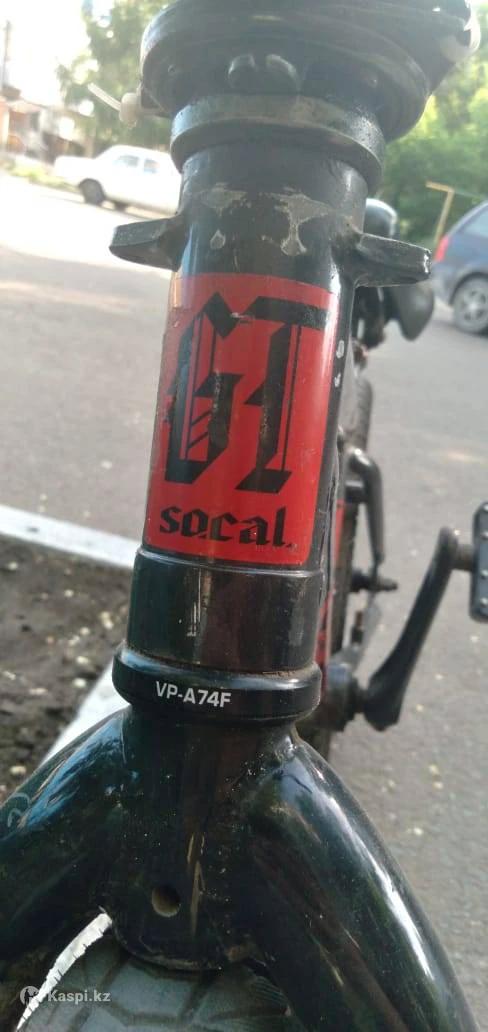 GT
socal.
VP-A74F
Kaspi.kz